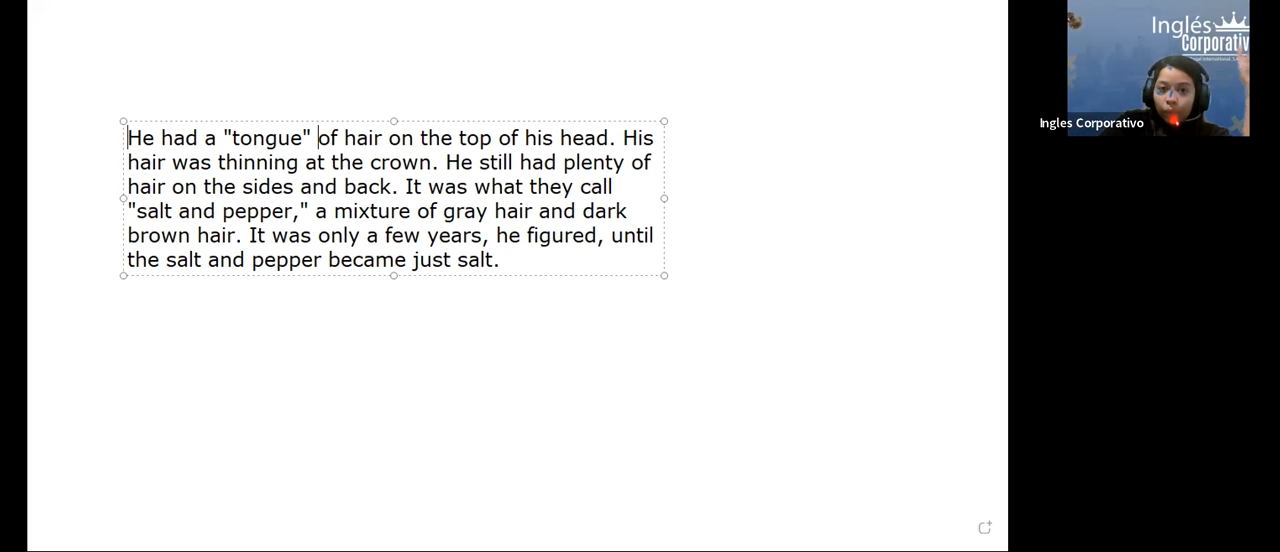 He had a "tongue" of hair on the top of his head. His
hair was thinning at the crown. He still had plenty of
hair on the sides and back. It was what they call
"salt and pepper," a mixture of gray hair and dark
brown hair. It was only a few years, he figured, until
the salt and pepper became just salt.
Inglés
Corporativ
Ingles Corporativo